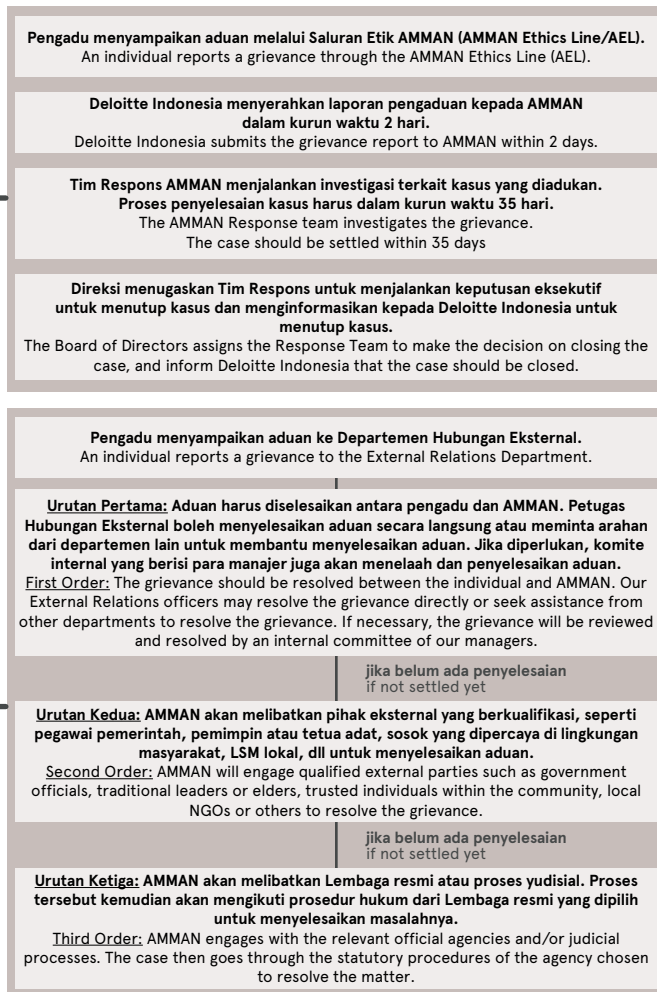 Pengadu menyampaikan aduan melalui Saluran Etik AMMAN (AMMAN Ethics Line/AEL).
An individual reports a grievance through the AMMAN Ethics Line (AEL).
Deloitte Indonesia menyerahkan laporan pengaduan kepada AMMAN
dalam kurun waktu 2 hari.
Deloitte Indonesia submits the grievance report to AMMAN within 2 days.
Tim Respons AMMAN menjalankan investigasi terkait kasus yang diadukan.
Proses penyelesaian kasus harus dalam kurun waktu 35 hari.
The AMMAN Response team investigates the grievance.
The case should be settled within 35 days
Direksi menugaskan Tim Respons untuk menjalankan keputusan eksekutif
untuk menutup kasus dan menginformasikan kepada Deloitte Indonesia untuk
menutup kasus.
The Board of Directors assigns the Response Team to make the decision on closing the
case, and inform Deloitte Indonesia that the case should be closed.
Pengadu menyampaikan aduan ke Departemen Hubungan Eksternal.
An individual reports a grievance to the External Relations Department.
Urutan Pertama: Aduan harus diselesaikan antara pengadu dan AMMAN. Petugas
Hubungan Eksternal boleh menyelesaikan aduan secara langsung atau meminta arahan
dari departemen lain untuk membantu menyelesaikan aduan. Jika diperlukan, komite
internal yang berisi para manajer juga akan menelaah dan penyelesaian aduan.
First Order: The grievance should be resolved between the individual and AMMAN. Our
External Relations officers may resolve the grievance directly or seek assistance from
other departments to resolve the grievance. If necessary, the grievance will be reviewed
and resolved by an internal committee of our managers.
jika belum ada penyelesaian
if not settled yet
Urutan Kedua: AMMAN akan melibatkan pihak eksternal yang berkualifikasi, seperti
pegawai pemerintah, pemimpin atau tetua adat, sosok yang dipercaya di lingkungan
masyarakat, LSM lokal, dll untuk menyelesaikan aduan.
Second Order: AMMAN will engage qualified external parties such as government
officials, traditional leaders or elders, trusted individuals within the community, local
NGOs or others to resolve the grievance.
jika belum ada penyelesaian
if not settled yet
Urutan Ketiga: AMMAN akan melibatkan Lembaga resmi atau proses yudisial. Proses
tersebut kemudian akan mengikuti prosedur hukum dari Lembaga resmi yang dipilih
untuk menyelesaikan masalahnya.
Third Order: AMMAN engages with the relevant official agencies and/or judicial
processes. The case then goes through the statutory procedures of the agency chosen
to resolve the matter.